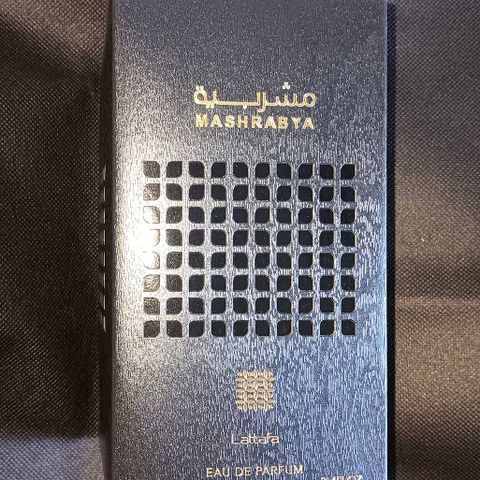 مشربية
MASHRABYA
Lattafa
EAU DE PARFUM